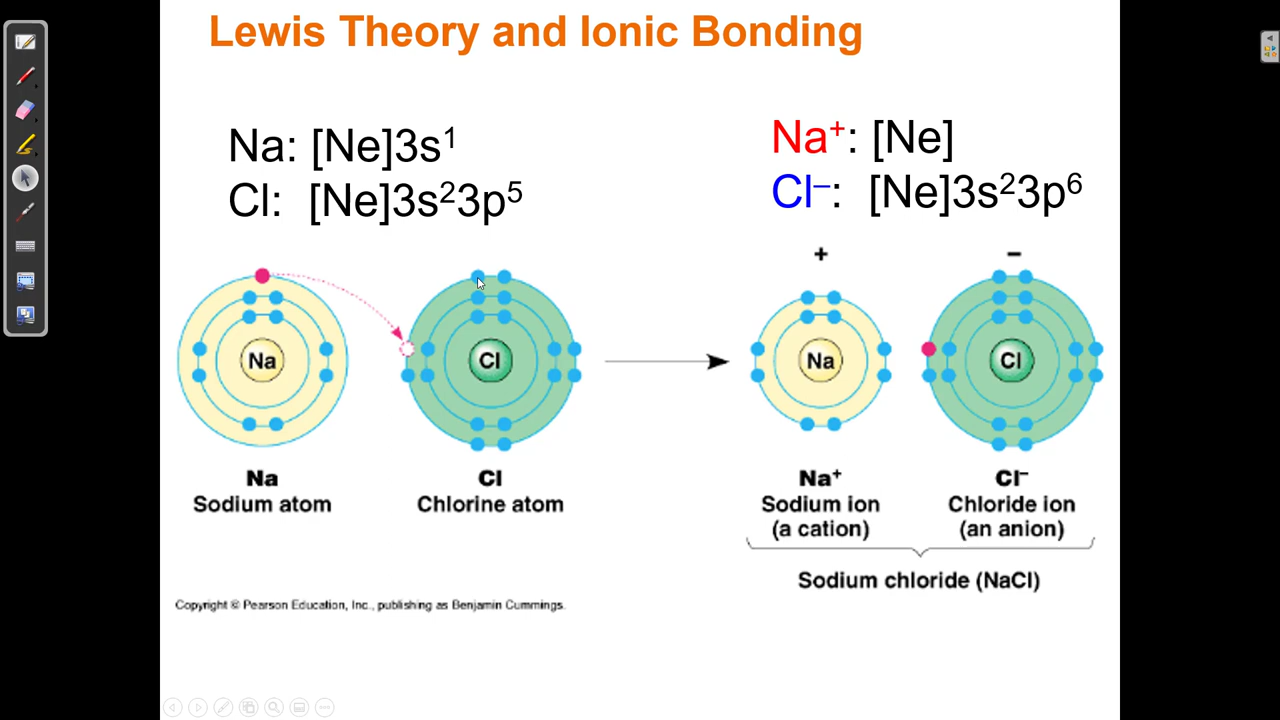 Lewis Theory and Ionic Bonding
Na: [Ne]3s¹
Cl: [Ne]3s²3p⁵
Na⁺: [Ne]
Cl⁻: [Ne]3s²3p⁶
+
−
Na
Cl
Na
Cl
Na
Sodium atom
Cl
Chlorine atom
Na⁺
Sodium ion
(a cation)
Cl⁻
Chloride ion
(an anion)
Sodium chloride (NaCl)
Copyright © Pearson Education, Inc., publishing as Benjamin Cummings.